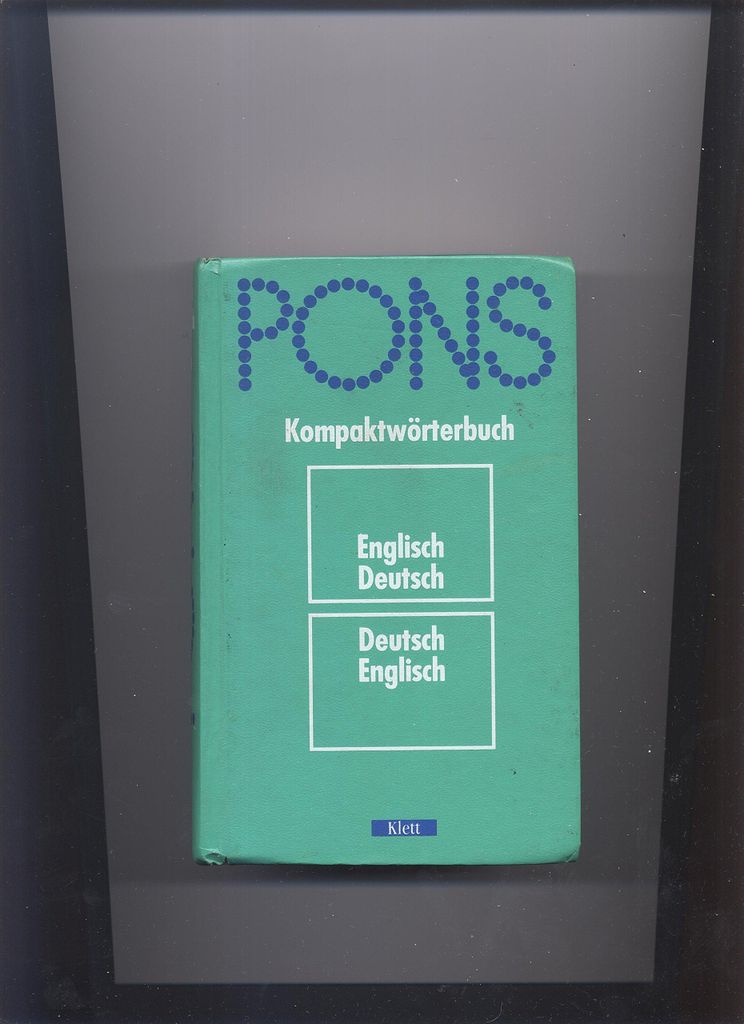 PONS
Kompaktwörterbuch
Englisch
Deutsch
Deutsch
Englisch
Klett